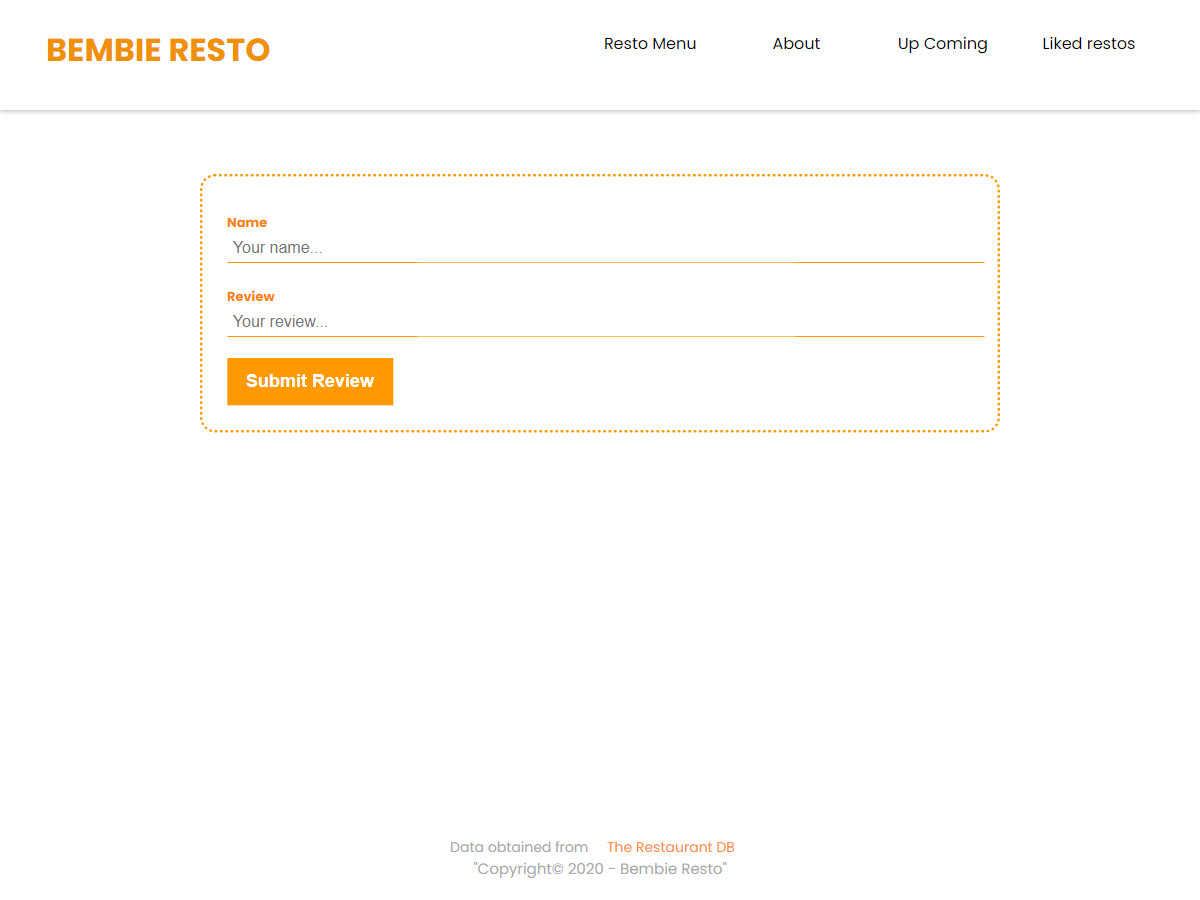 BEMBIE RESTO
Resto Menu About Up Coming Liked restos
Name
Your name...
Review
Your review...
Submit Review
Data obtained from The Restaurant DB
"Copyright© 2020 - Bembie Resto"